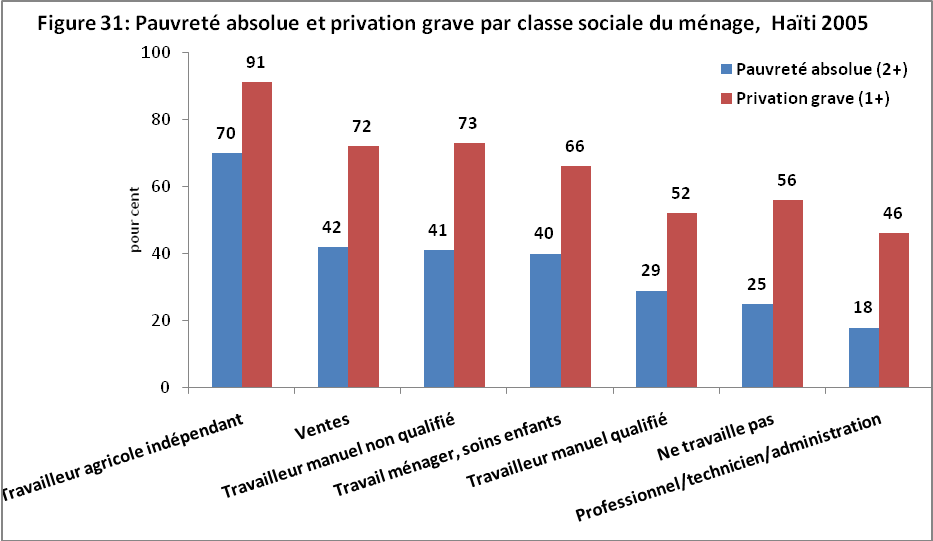 Figure 31: Pauvreté absolue et privation grave par classe sociale du ménage, Haïti 2005
pour cent
100
80
60
40
20
0
Pauvreté absolue (2+)
Privation grave (1+)
70
91
42
72
41
73
40
66
29
52
25
56
18
46
Travailleur agricole indépendant
Ventes
Travailleur manuel non qualifié
Travail ménager, soins enfants
Travailleur manuel qualifié
Ne travaille pas
Professionnel/technicien/administration